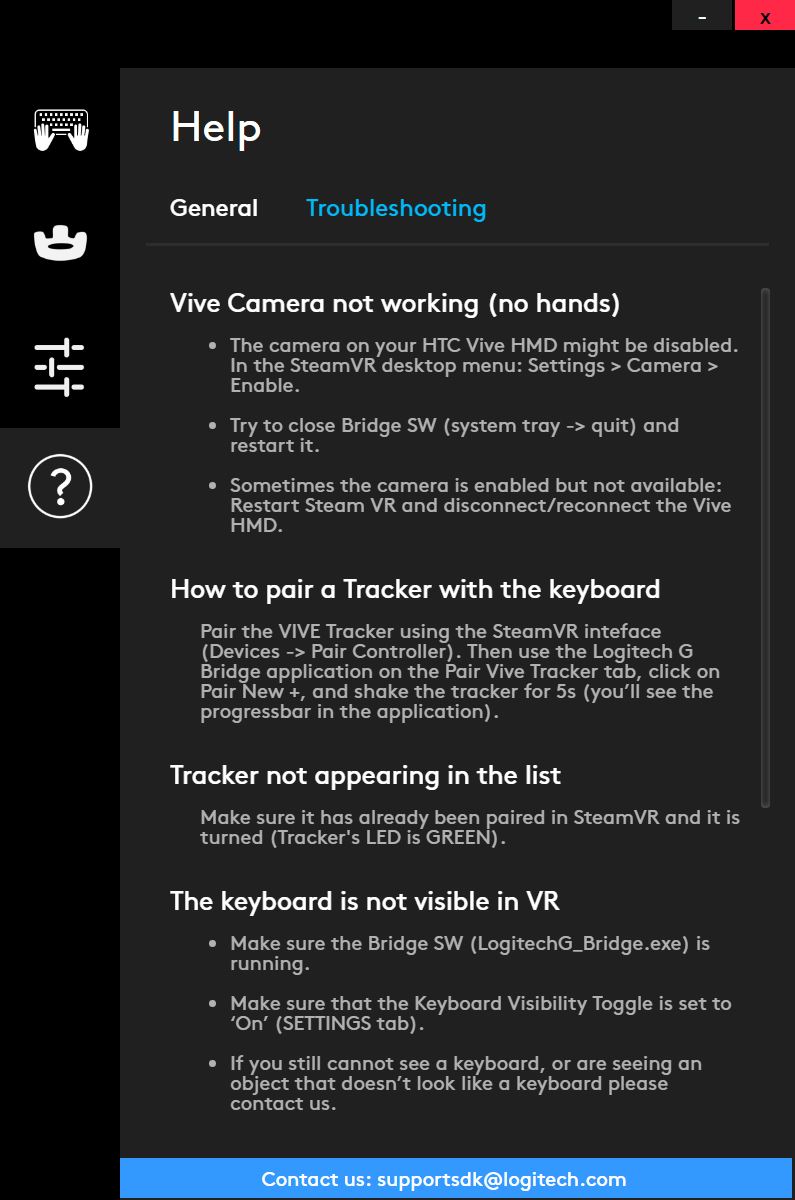 -
x
Help
General Troubleshooting
Vive Camera not working (no hands)
• The camera on your HTC Vive HMD might be disabled.
In the SteamVR desktop menu: Settings > Camera >
Enable.
• Try to close Bridge SW (system tray -> quit) and
restart it.
• Sometimes the camera is enabled but not available:
Restart Steam VR and disconnect/reconnect the Vive
HMD.
How to pair a Tracker with the keyboard
Pair the VIVE Tracker using the SteamVR inteface
(Devices -> Pair Controller). Then use the Logitech G
Bridge application on the Pair Vive Tracker tab, click on
Pair New +, and shake the tracker for 5s (you’ll see the
progressbar in the application).
Tracker not appearing in the list
Make sure it has already been paired in SteamVR and it is
turned (Tracker's LED is GREEN).
The keyboard is not visible in VR
• Make sure the Bridge SW (LogitechG_Bridge.exe) is
running.
• Make sure that the Keyboard Visibility Toggle is set to
‘On’ (SETTINGS tab).
• If you still cannot see a keyboard, or are seeing an
object that doesn’t look like a keyboard please
contact us.
Contact us: supportsdk@logitech.com